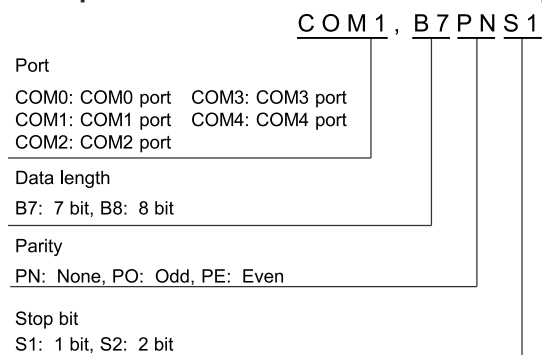 COM1, B7PNS1
Port
COM0: COM0 port COM3: COM3 port
COM1: COM1 port COM4: COM4 port
COM2: COM2 port
Data length
B7: 7 bit, B8: 8 bit
Parity
PN: None, PO: Odd, PE: Even
Stop bit
S1: 1 bit, S2: 2 bit